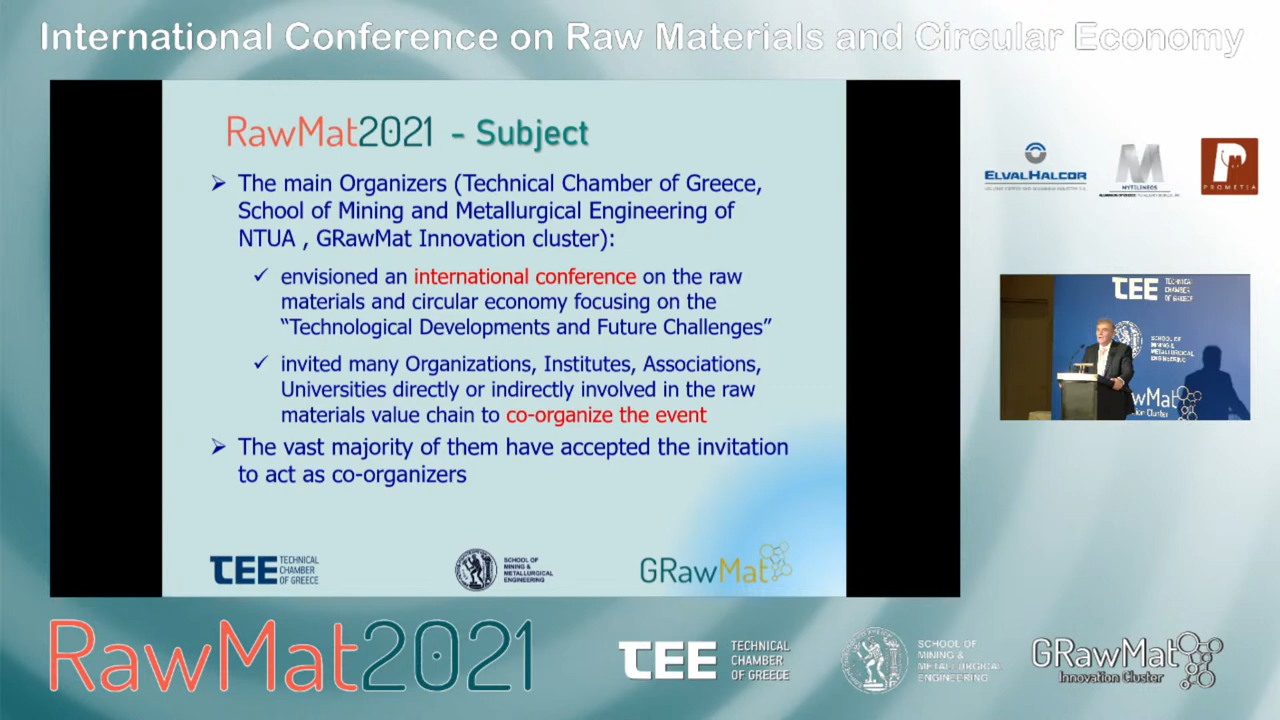 International Conference on Raw Materials and Circular Economy
RawMat2021 - Subject
➢ The main Organizers (Technical Chamber of Greece,
School of Mining and Metallurgical Engineering of
NTUA , GRawMat Innovation cluster):
✓ envisioned an international conference on the raw
materials and circular economy focusing on the
“Technological Developments and Future Challenges”
✓ invited many Organizations, Institutes, Associations,
Universities directly or indirectly involved in the raw
materials value chain to co-organize the event
➢ The vast majority of them have accepted the invitation
to act as co-organizers
TEE TECHNICAL
CHAMBER
OF GREECE
SCHOOL OF
MINING &
METALLURGICAL
ENGINEERING
GRawMat
ELVALHALCOR
MYTILINEOS
PROMETIA
TEE TECHNICAL
CHAMBER
OF GREECE
SCHOOL OF
MINING &
METALLURGICAL
ENGINEERING
wMat
ion Cluster
RawMat2021
TEE TECHNICAL
CHAMBER
OF GREECE
SCHOOL OF
MINING &
METALLURGICAL
ENGINEERING
GRawMat
Innovation Cluster